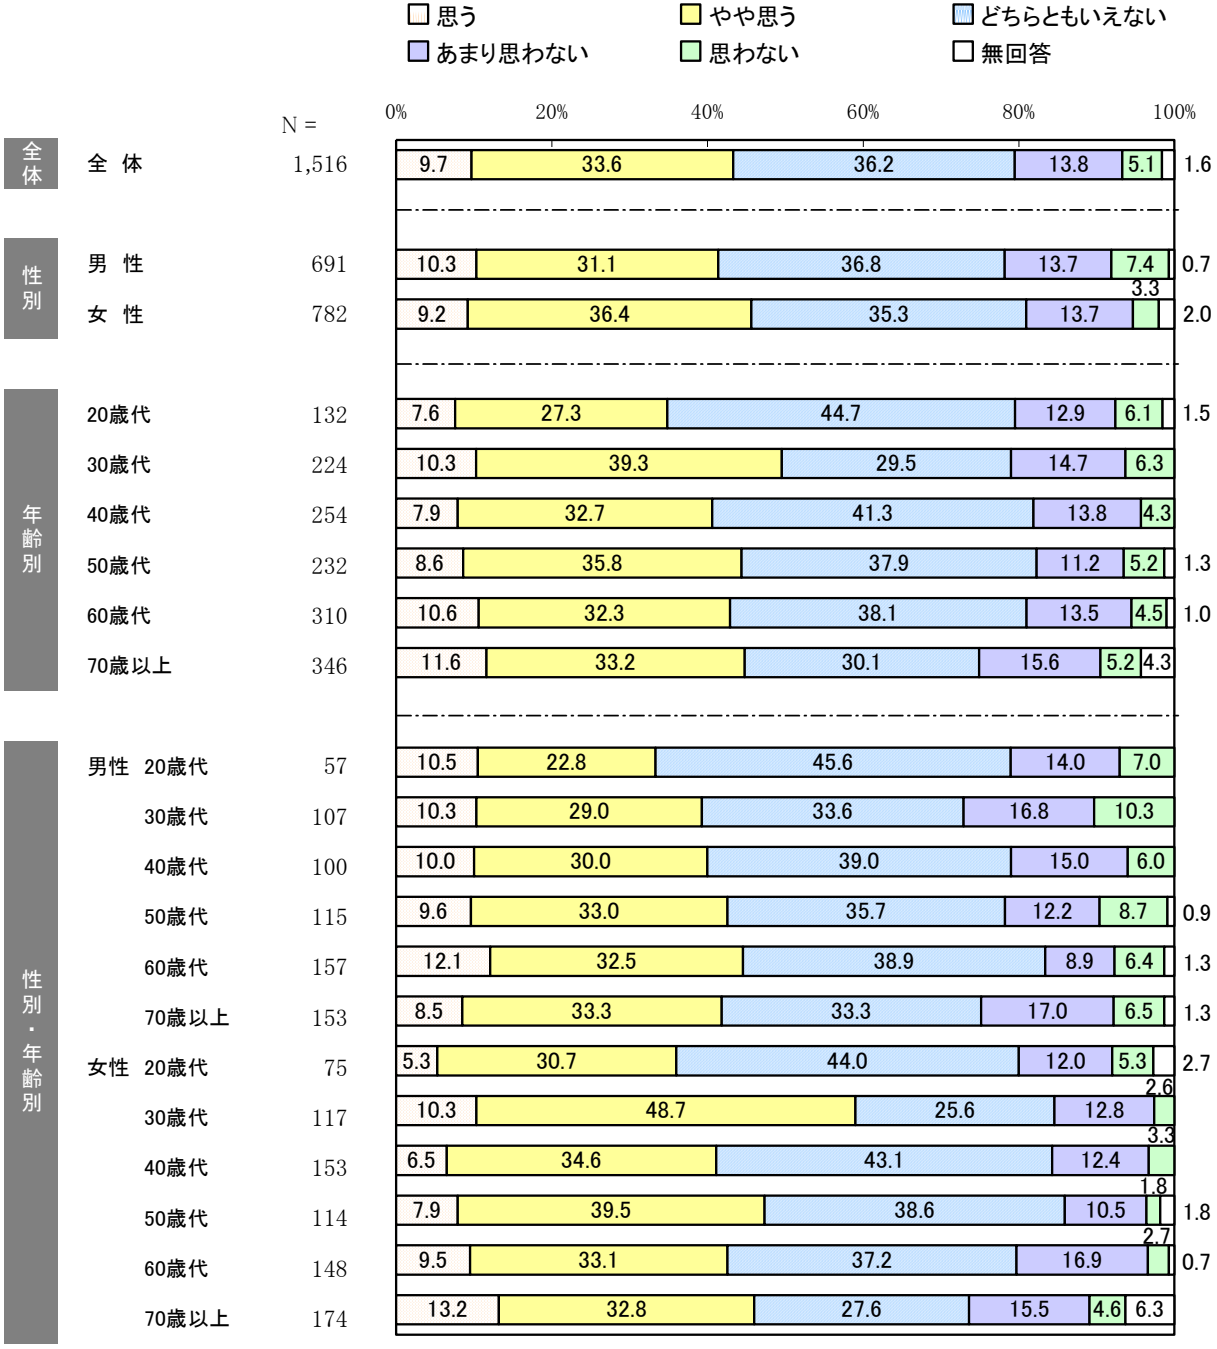 思う やや思う どちらともいえない
あまり思わない 思わない 無回答
0% 20% 40% 60% 80% 100%
N =
全体
全 体 1,516 9.7 33.6 36.2 13.8 5.1 1.6
性別
男 性 691 10.3 31.1 36.8 13.7 7.4 0.7
3.3
女 性 782 9.2 36.4 35.3 13.7 2.0
年齢別
20歳代 132 7.6 27.3 44.7 12.9 6.1 1.5
30歳代 224 10.3 39.3 29.5 14.7 6.3
40歳代 254 7.9 32.7 41.3 13.8 4.3
50歳代 232 8.6 35.8 37.9 11.2 5.2 1.3
60歳代 310 10.6 32.3 38.1 13.5 4.5 1.0
70歳以上 346 11.6 33.2 30.1 15.6 5.2 4.3
性別・年齢別
男性 20歳代 57 10.5 22.8 45.6 14.0 7.0
30歳代 107 10.3 29.0 33.6 16.8 10.3
40歳代 100 10.0 30.0 39.0 15.0 6.0
50歳代 115 9.6 33.0 35.7 12.2 8.7 0.9
60歳代 157 12.1 32.5 38.9 8.9 6.4 1.3
70歳以上 153 8.5 33.3 33.3 17.0 6.5 1.3
女性 20歳代 75 5.3 30.7 44.0 12.0 5.3 2.7
2.6
30歳代 117 10.3 48.7 25.6 12.8
3.3
40歳代 153 6.5 34.6 43.1 12.4
1.8
50歳代 114 7.9 39.5 38.6 10.5 1.8
2.7
60歳代 148 9.5 33.1 37.2 16.9 0.7
70歳以上 174 13.2 32.8 27.6 15.5 4.6 6.3